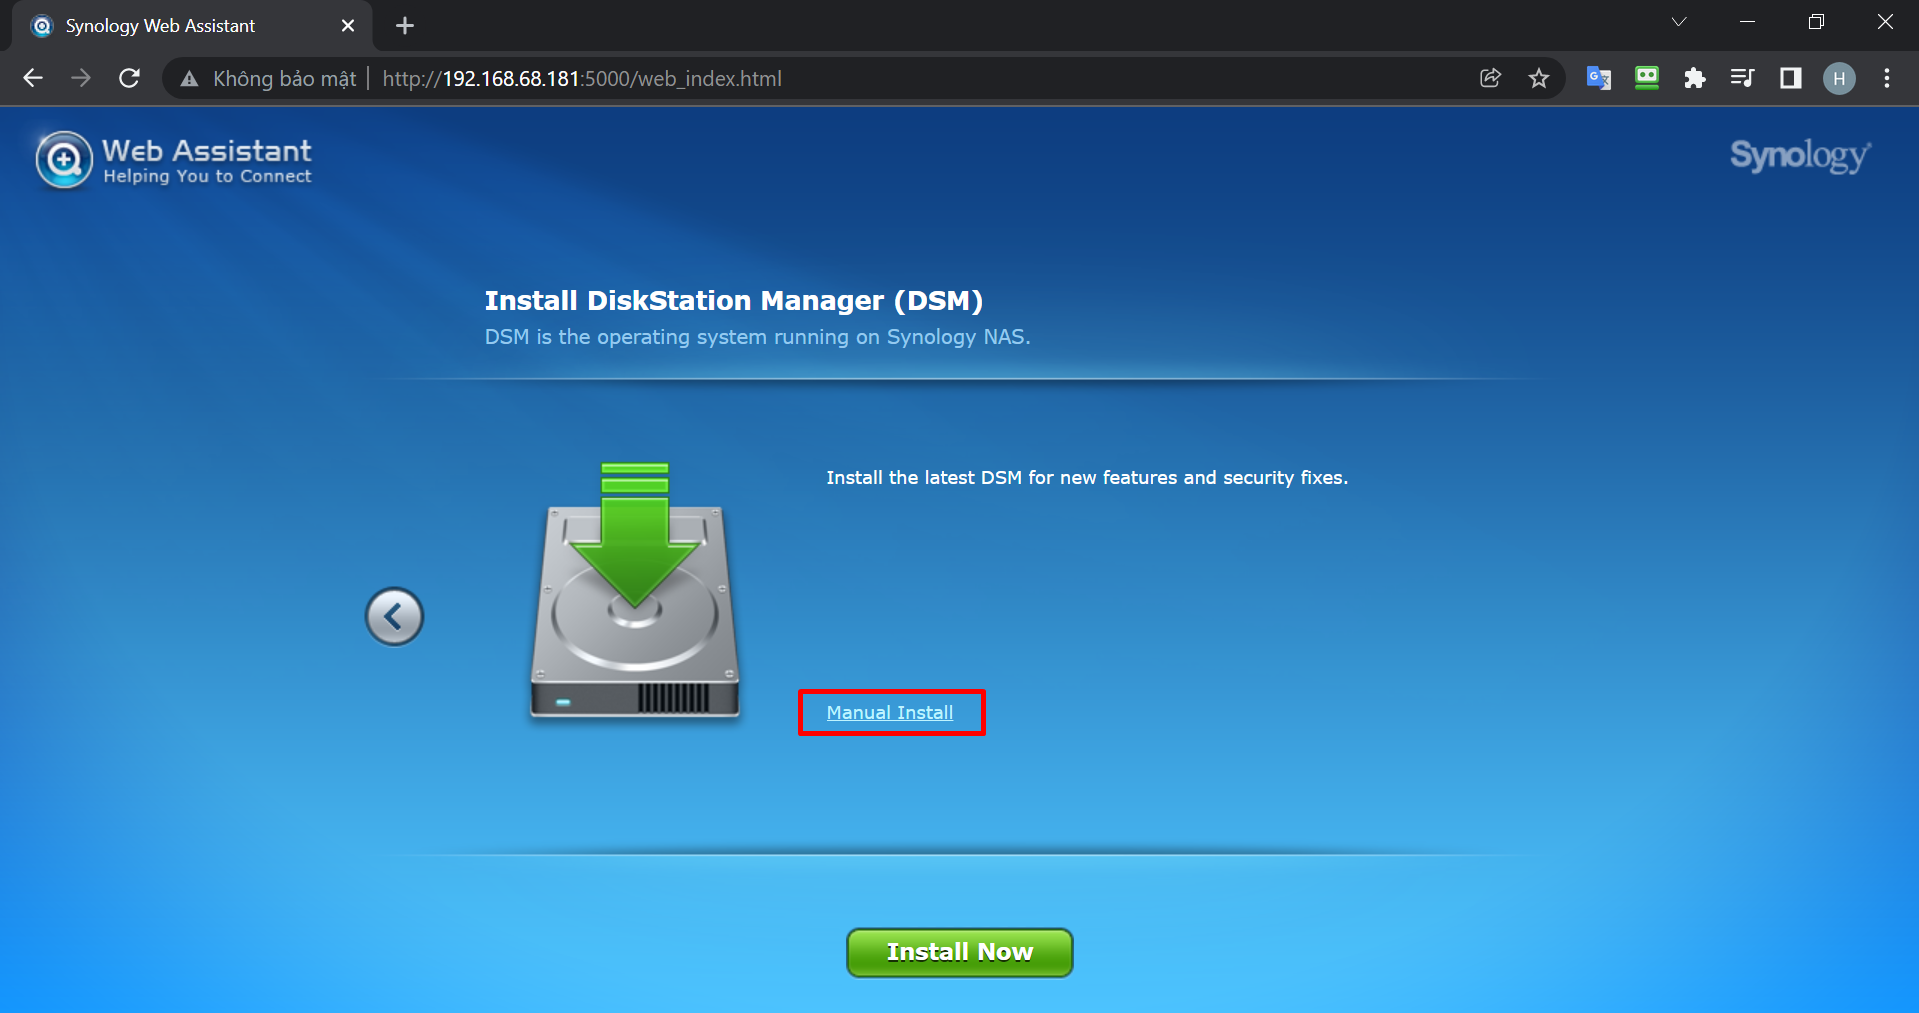 Synology Web Assistant
Không bảo mật
http://192.168.68.181:5000/web_index.html
H
Web Assistant
Helping You to Connect
Synology
Install DiskStation Manager (DSM)
DSM is the operating system running on Synology NAS.
Install the latest DSM for new features and security fixes.
Manual Install
Install Now